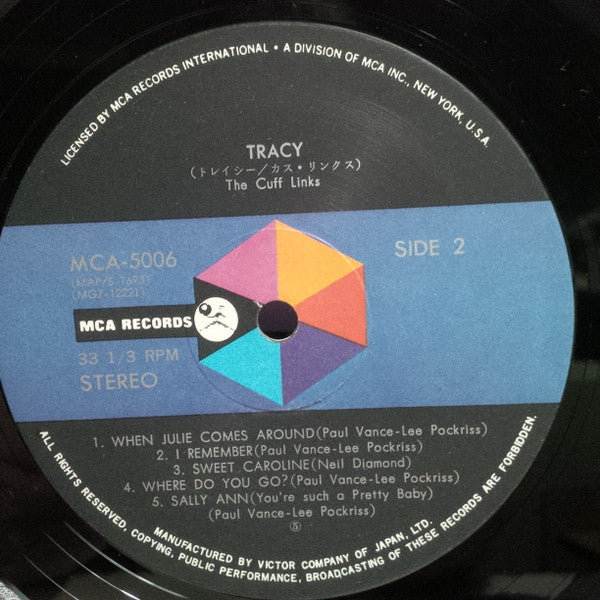 LICENSED BY MCA RECORDS INTERNATIONAL • A DIVISION OF MCA INC., NEW YORK, U.S.A.
TRACY
(トレイシー/カス・リンクス)
The Cuff Links
MCA-5006
SIDE 2
(MAP/S 1693)
(MGZ-12221)
MCA RECORDS
33 1/3 RPM
STEREO
1. WHEN JULIE COMES AROUND(Paul Vance-Lee Pockriss)
2. I REMEMBER(Paul Vance-Lee Pockriss)
3. SWEET CAROLINE(Neil Diamond)
4. WHERE DO YOU GO?(Paul Vance-Lee Pockriss)
5. SALLY ANN(You're such a Pretty Baby)
(Paul Vance-Lee Pockriss)
⑤
MANUFACTURED BY VICTOR COMPANY OF JAPAN, LTD.
ALL RIGHTS RESERVED, COPYING, PUBLIC PERFORMANCE, BROADCASTING OF THESE RECORDS ARE FORBIDDEN.